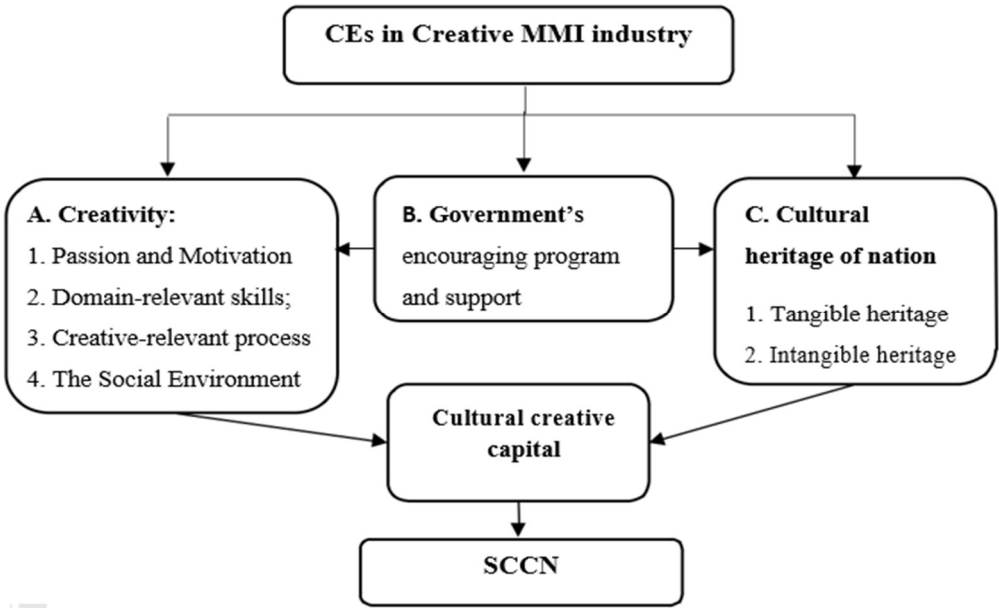 CEs in Creative MMI industry
A. Creativity:
1. Passion and Motivation
2. Domain-relevant skills;
3. Creative-relevant process
4. The Social Environment
B. Government's
encouraging program
and support
C. Cultural
heritage of nation
1. Tangible heritage
2. Intangible heritage
Cultural creative
capital
SCCN